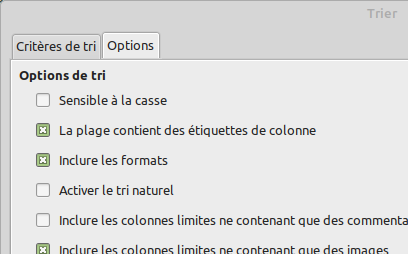 Trier
Critères de tri
Options
Options de tri
Sensible à la casse
La plage contient des étiquettes de colonne
Inclure les formats
Activer le tri naturel
Inclure les colonnes limites ne contenant que des commenta
Inclure les colonnes limites ne contenant que des images